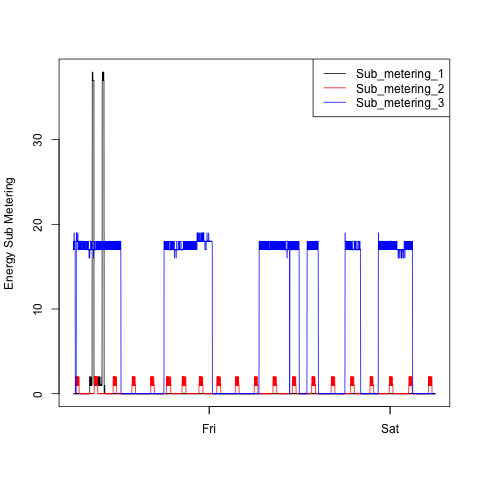 Sub_metering_1
Sub_metering_2
Sub_metering_3
Energy Sub Metering
30
20
10
0
Fri Sat